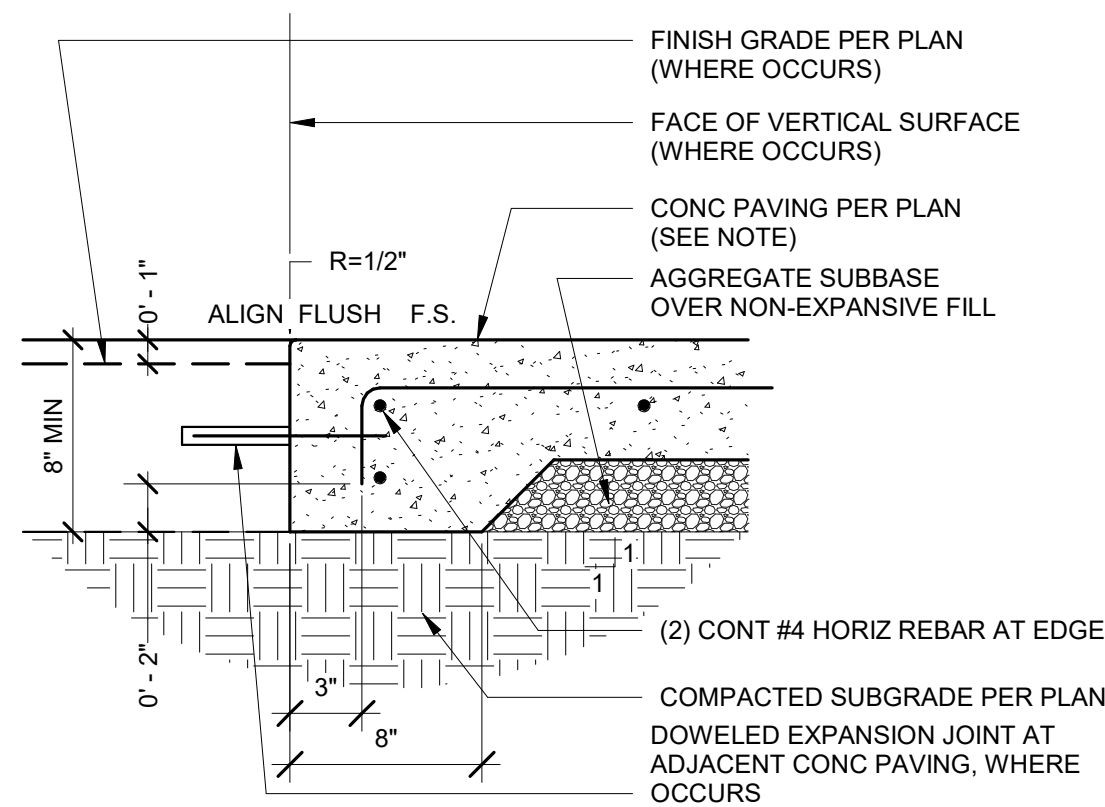 FINISH GRADE PER PLAN
(WHERE OCCURS)
FACE OF VERTICAL SURFACE
(WHERE OCCURS)
CONC PAVING PER PLAN
(SEE NOTE)
R=1/2"
AGGREGATE SUBBASE
OVER NON-EXPANSIVE FILL
0' - 1"
ALIGN FLUSH F.S.
8" MIN
1
1
(2) CONT #4 HORIZ REBAR AT EDGE
0' - 2"
3"
COMPACTED SUBGRADE PER PLAN
8"
DOWELED EXPANSION JOINT AT
ADJACENT CONC PAVING, WHERE
OCCURS